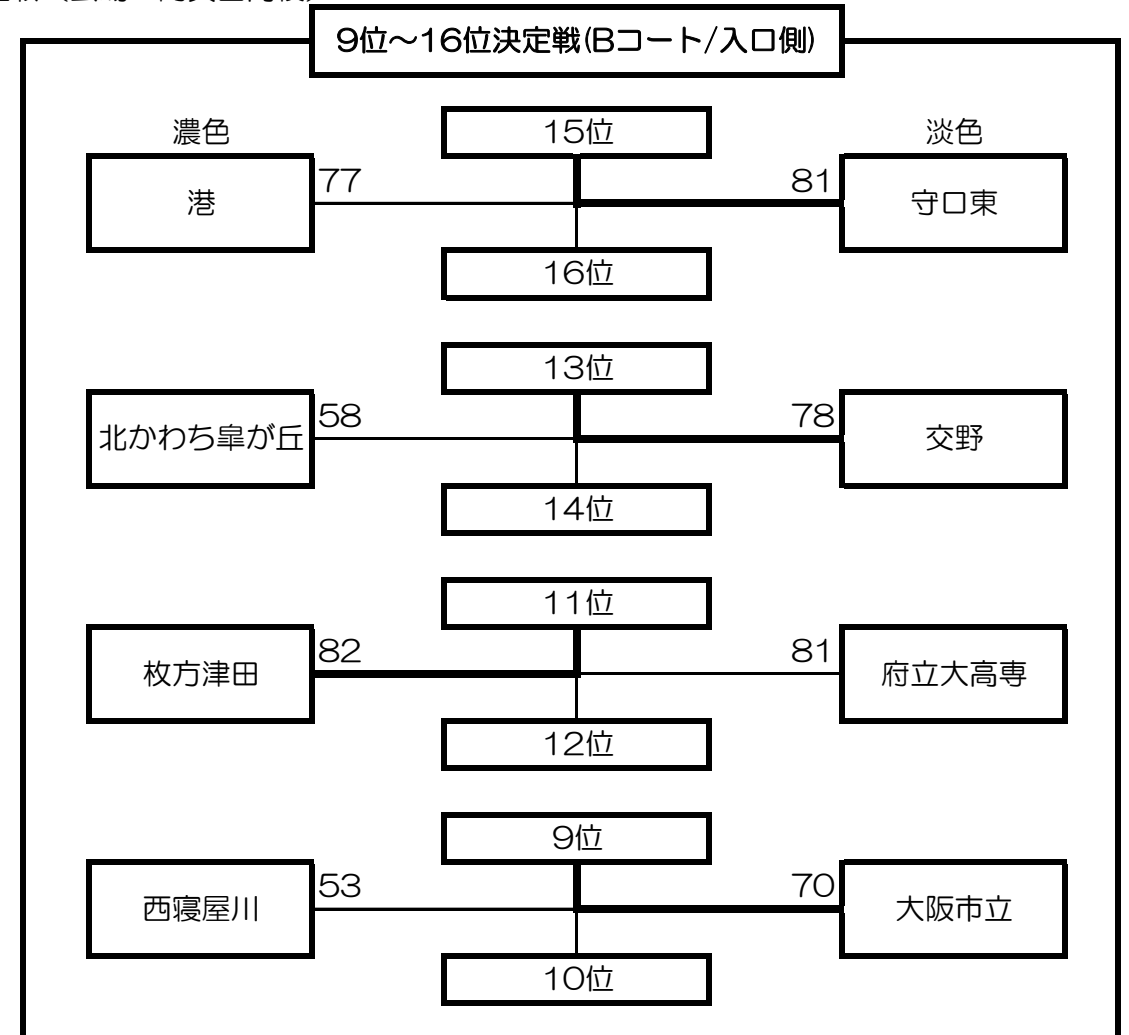 9位～16位決定戦(Bコート/入口側)
濃色 15位 淡色
港 77 81 守口東
16位
13位
北かわち皐が丘 58 78 交野
14位
11位
枚方津田 82 81 府立大高専
12位
9位
西寝屋川 53 70 大阪市立
10位